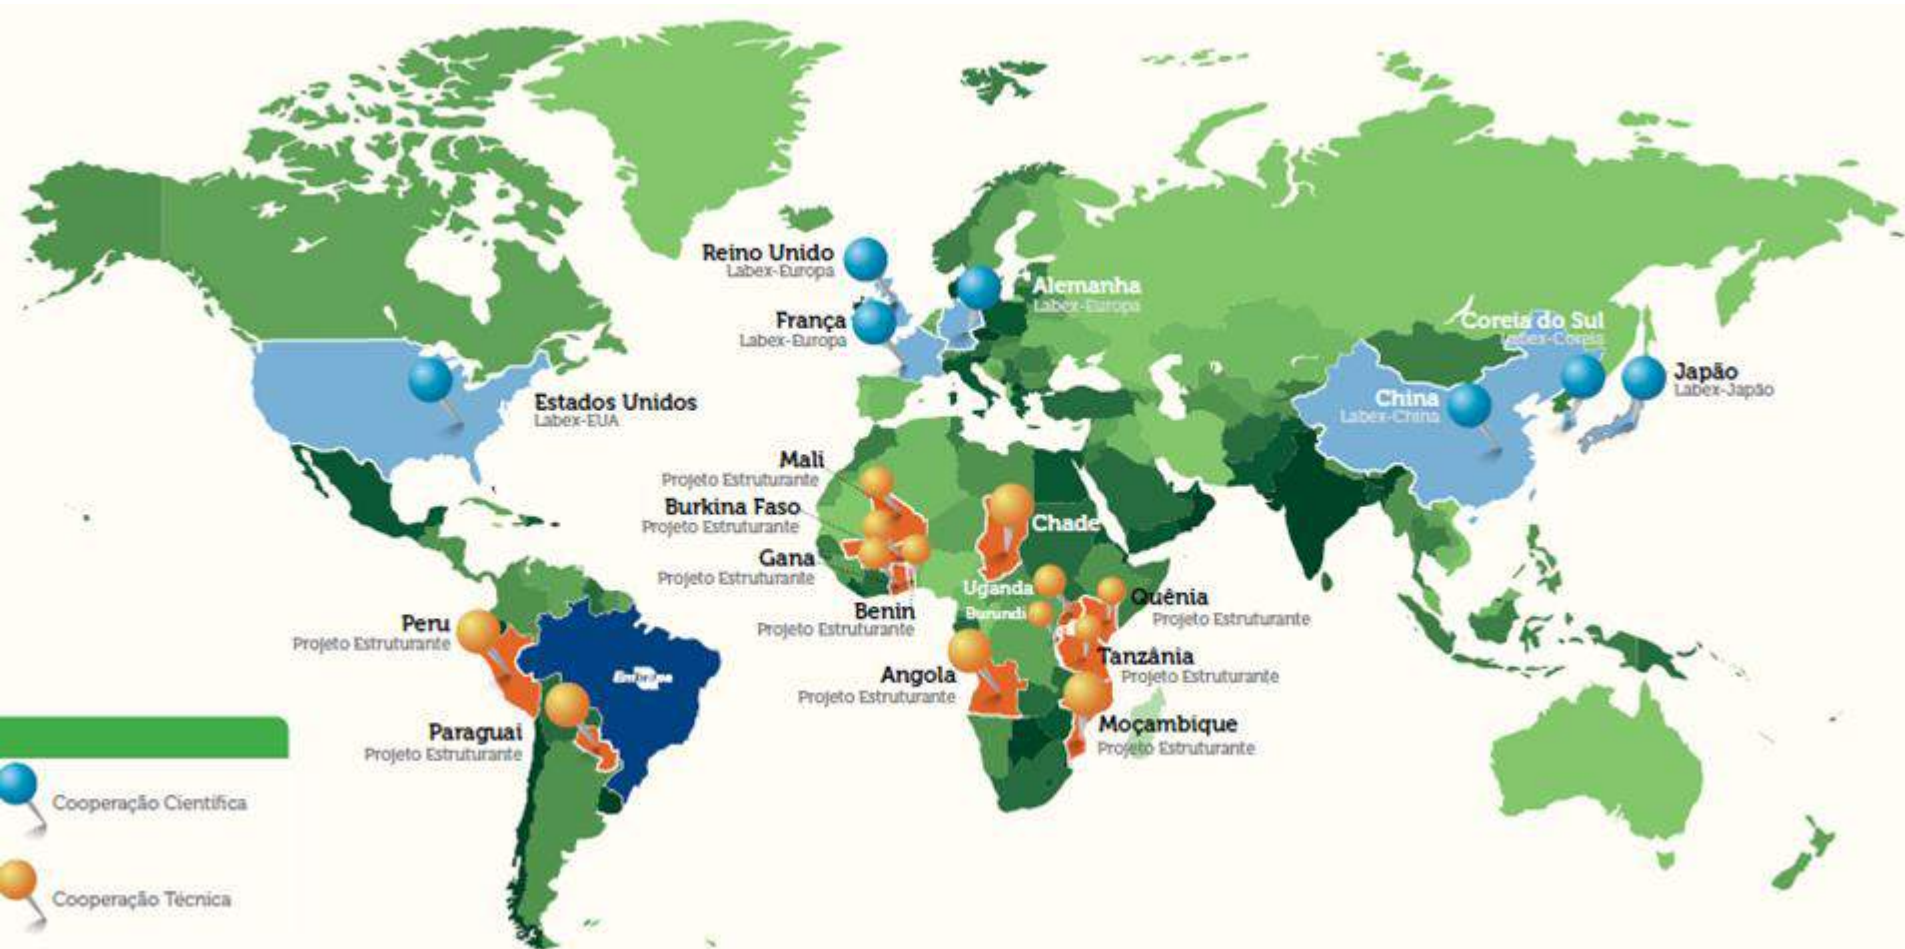 Reino Unido
Labex-Europa
Alemanha
Labex-Europa
França
Labex-Europa
Coreia do Sul
Labex-Coreia
Japão
Labex-Japão
China
Labex-China
Estados Unidos
Labex-EUA
Mali
Projeto Estruturante
Burkina Faso
Projeto Estruturante
Chade
Gana
Projeto Estruturante
Uganda
Quênia
Projeto Estruturante
Benin
Projeto Estruturante
Burundi
Peru
Projeto Estruturante
Tanzânia
Projeto Estruturante
Angola
Projeto Estruturante
Embrapa
Paraguai
Projeto Estruturante
Moçambique
Projeto Estruturante
Cooperação Científica
Cooperação Técnica